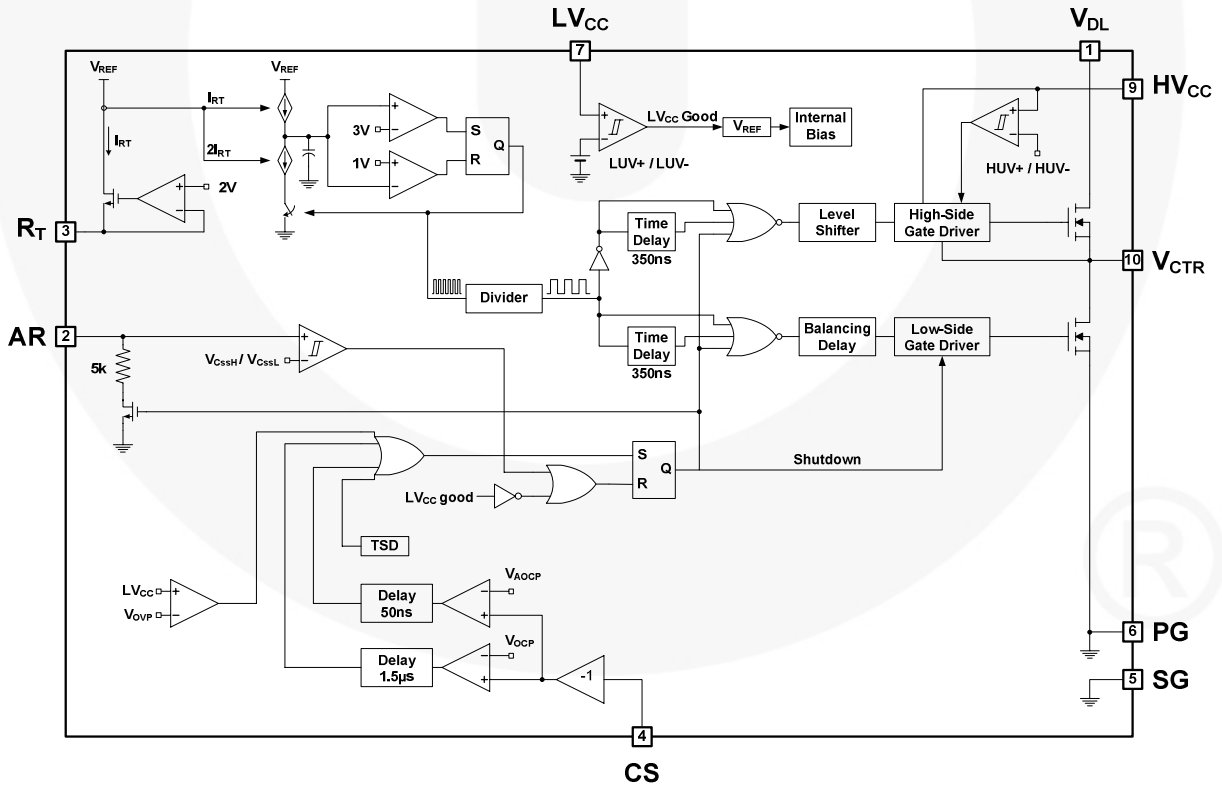 LVCC
VDL
7
1
VREF
VREF
9 HVCC
IRT
3V
S
Q
R
LVCC Good
VREF
Internal
Bias
IRT
2IRT
1V
LUV+ / LUV-
HUV+ / HUV-
2V
RT 3
Time
Delay
350ns
Level
Shifter
High-Side
Gate Driver
10 VCTR
Divider
AR 2
VCssH / VCssL
Time
Delay
350ns
Balancing
Delay
Low-Side
Gate Driver
5k
S
Q
R
Shutdown
LVCC good
TSD
LVCC
VOVP
Delay
50ns
VAOCP
VOCP
Delay
1.5µs
-1
6 PG
5 SG
4
CS
+
-
+
-
+
-
+
-
+
-
+
-
+
-
+
-
-
+
-
+
®